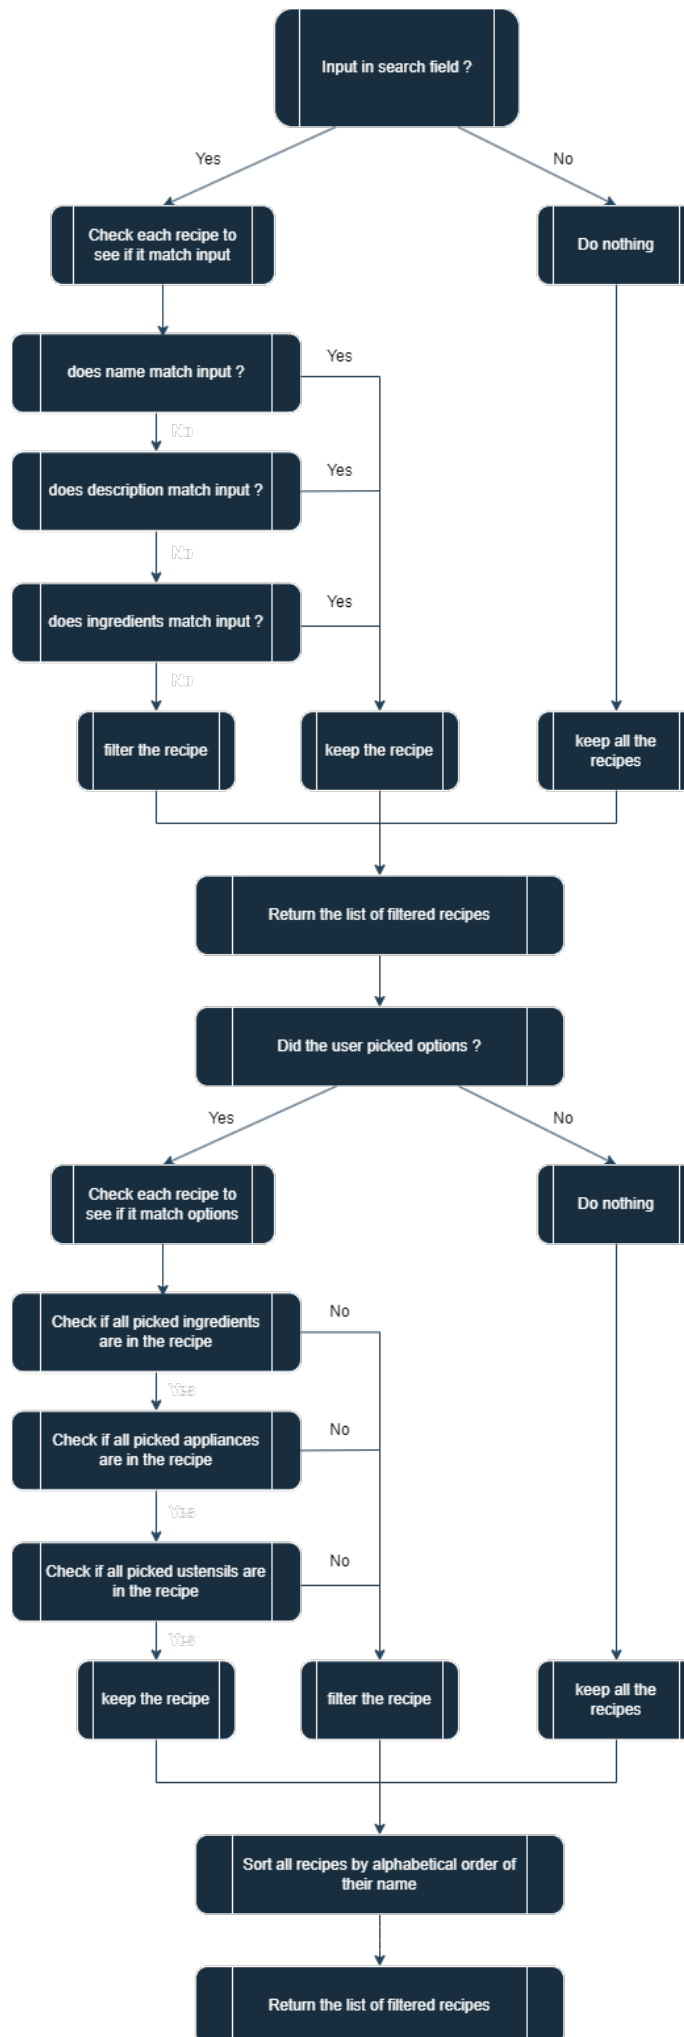 Input in search field ?
Yes
No
Check each recipe to
see if it match input
Do nothing
does name match input ?
Yes
No
does description match input ?
Yes
No
does ingredients match input ?
Yes
No
filter the recipe
keep the recipe
keep all the
recipes
Return the list of filtered recipes
Did the user picked options ?
Yes
No
Check each recipe to
see if it match options
Do nothing
Check if all picked ingredients
are in the recipe
No
Yes
Check if all picked appliances
are in the recipe
No
Yes
Check if all picked ustensils are
in the recipe
No
Yes
keep the recipe
filter the recipe
keep all the
recipes
Sort all recipes by alphabetical order of
their name
Return the list of filtered recipes